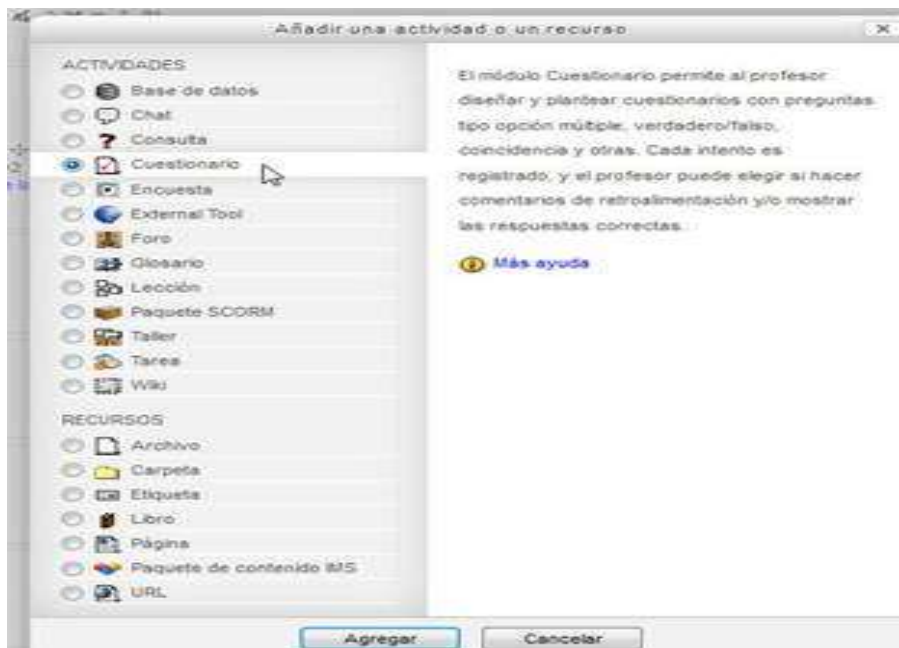 Añadir una actividad o un recurso
ACTIVIDADES
Base de datos
Chat
Consulta
Cuestionario
Encuesta
External Tool
Foro
Glosario
Lección
Paquete SCORM
Taller
Tarea
Wiki
RECURSOS
Archivo
Carpeta
Etiqueta
Libro
Página
Paquete de contenido IMS
URL
El módulo Cuestionario permite al profesor
diseñar y plantear cuestionarios con preguntas
tipo opción múltiple, verdadero/falso,
coincidencia y otras. Cada intento es
registrado, y el profesor puede elegir si hacer
comentarios de retroalimentación y/o mostrar
las respuestas correctas.
Más ayuda
Agregar
Cancelar